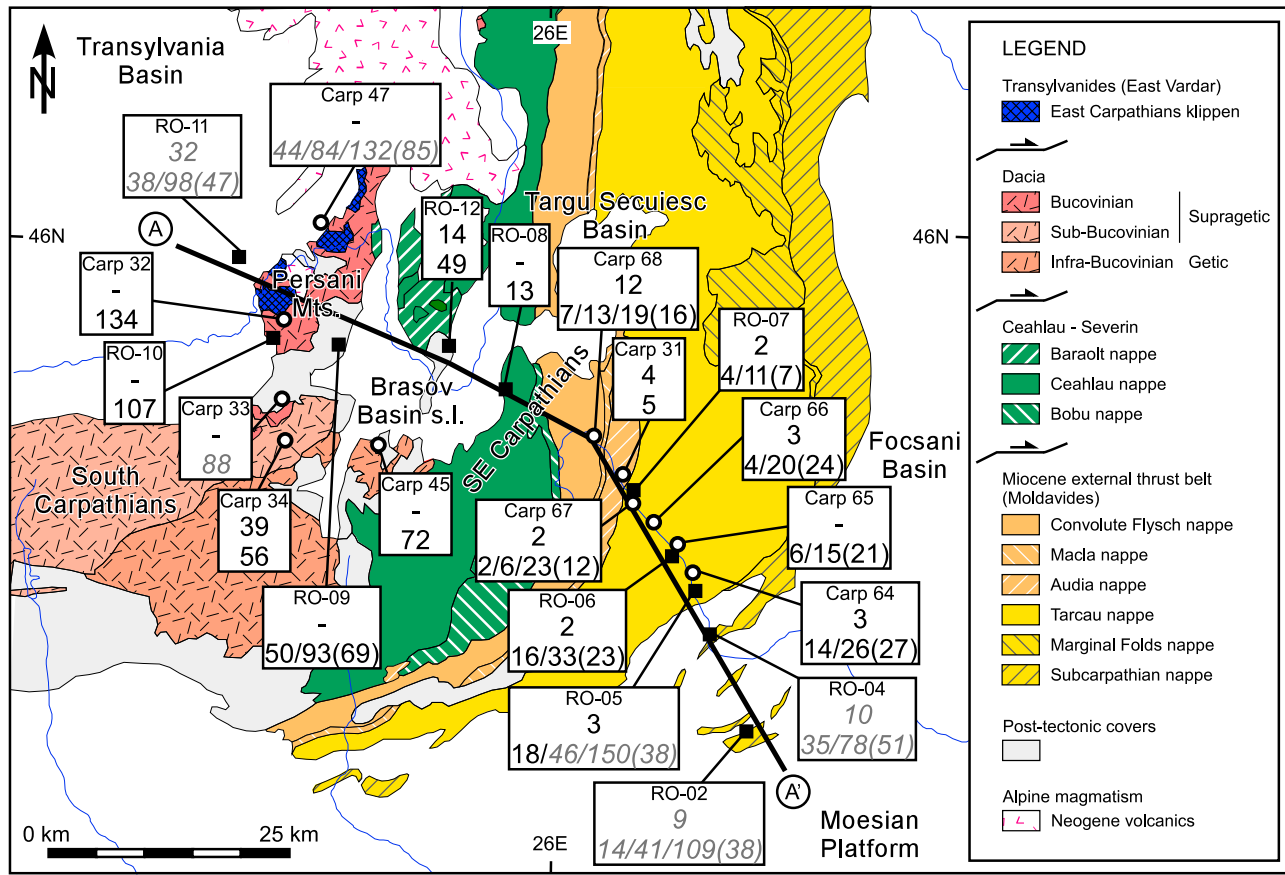 N
Transylvania
Basin
26E
Carp 47
-
44/84/132(85)
RO-11
32
38/98(47)
A
46N
46N
Targu Secuiesc
Basin
RO-12
14
49
RO-08
-
13
Carp 68
12
7/13/19(16)
RO-07
2
4/11(7)
Carp 32
-
134
Persani
Mts.
Carp 31
4
5
RO-10
-
107
Carp 66
3
4/20(24)
Brasov
Basin s.l.
SE Carpathians
Focsani
Basin
Carp 33
-
88
South
Carpathians
Carp 34
39
56
Carp 45
-
72
Carp 65
-
6/15(21)
Carp 67
2
2/6/23(12)
RO-09
-
50/93(69)
RO-06
2
16/33(23)
Carp 64
3
14/26(27)
RO-05
3
18/46/150(38)
RO-04
10
35/78(51)
RO-02
9
14/41/109(38)
A'
Moesian
Platform
0 km
25 km
26E
LEGEND
Transylvanides (East Vardar)
East Carpathians klippen
Dacia
Bucovinian
Sub-Bucovinian
Supragetic
Infra-Bucovinian
Getic
Ceahlau - Severin
Baraolt nappe
Ceahlau nappe
Bobu nappe
Miocene external thrust belt
(Moldavides)
Convolute Flysch nappe
Macla nappe
Audia nappe
Tarcau nappe
Marginal Folds nappe
Subcarpathian nappe
Post-tectonic covers
Alpine magmatism
Neogene volcanics